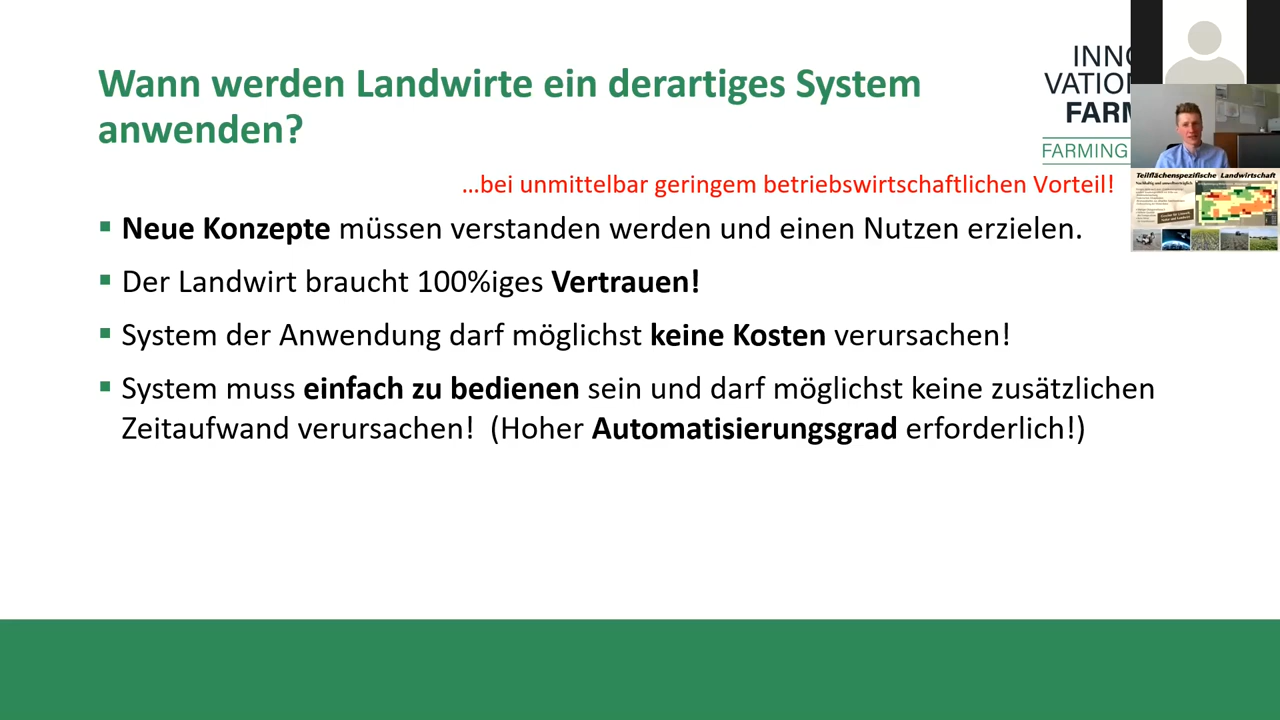 Wann werden Landwirte ein derartiges System
anwenden?
INNO
VATION
FARM
FARMING
...bei unmittelbar geringem betriebswirtschaftlichen Vorteil!
▪ Neue Konzepte müssen verstanden werden und einen Nutzen erzielen.
▪ Der Landwirt braucht 100%iges Vertrauen!
▪ System der Anwendung darf möglichst keine Kosten verursachen!
▪ System muss einfach zu bedienen sein und darf möglichst keine zusätzlichen
Zeitaufwand verursachen! (Hoher Automatisierungsgrad erforderlich!)
Teilflächenspezifische Landwirtschaft
Nachhaltig und umweltverträglich